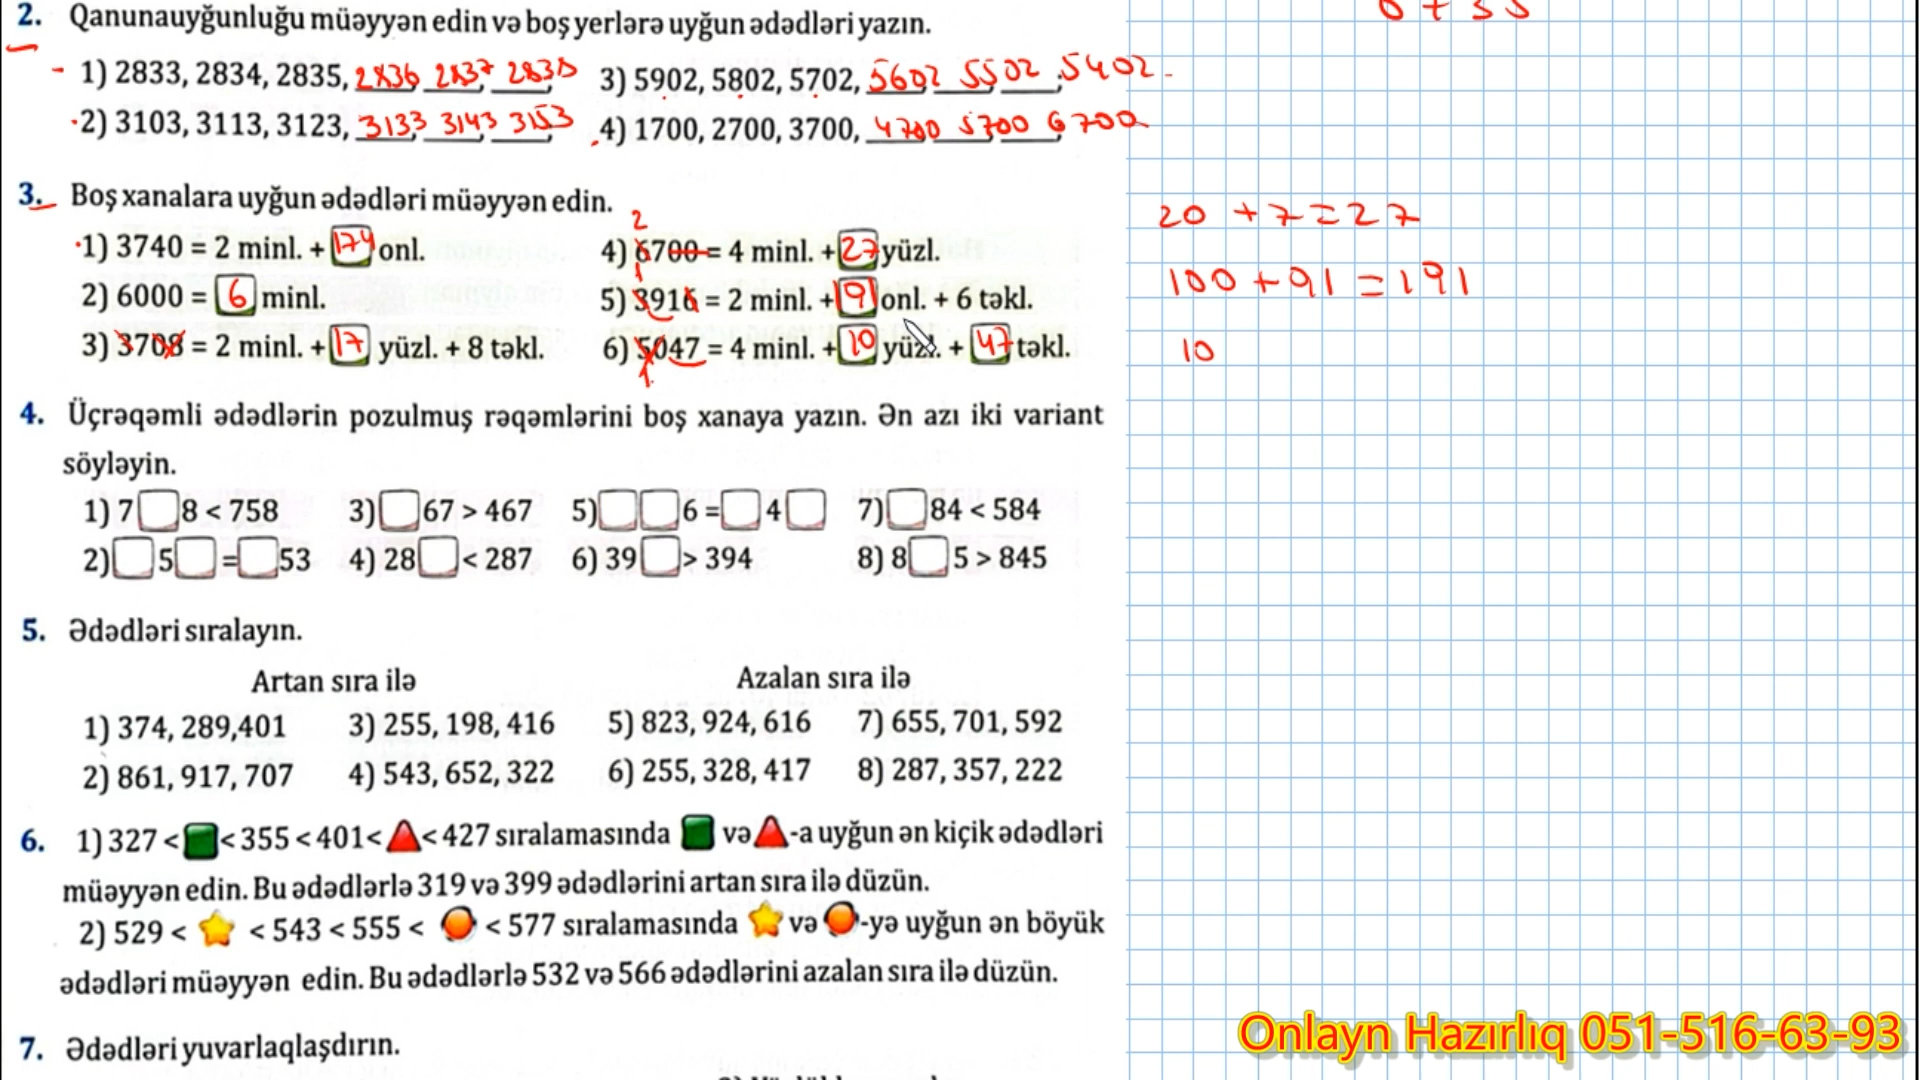 6 + 35
2. Qanunauyğunluğu müəyyən edin və boş yerlərə uyğun ədədləri yazın.
1) 2833, 2834, 2835, 2836, 2837, 2838, 3) 5902, 5802, 5702, 5602, 5502, 5402.
2) 3103, 3113, 3123, 3133, 3143, 3153, 4) 1700, 2700, 3700, 4700, 5700, 6700
3. Boş xanalara uyğun ədədləri müəyyən edin.
2
1) 3740 = 2 minl. + 174 onl. 4) 6700 = 4 minl. + 27 yüzl.
1
2) 6000 = 6 minl. 5) 3916 = 2 minl. + 191 onl. + 6 təkl.
3) 3708 = 2 minl. + 17 yüzl. + 8 təkl. 6) 5047 = 4 minl. + 10 yüzl. + 47 təkl.
1
20 + 7 = 27
100 + 91 = 191
10
4. Üçrəqəmli ədədlərin pozulmuş rəqəmlərini boş xanaya yazın. Ən azı iki variant
söyləyin.
1) 7 8 < 758 3) 67 > 467 5) 6 = 4 7) 84 < 584
2) 5 = 53 4) 28 < 287 6) 39 > 394 8) 8 5 > 845
5. Ədədləri sıralayın.
Artan sıra ilə Azalan sıra ilə
1) 374, 289,401 3) 255, 198, 416 5) 823, 924, 616 7) 655, 701, 592
2) 861, 917, 707 4) 543, 652, 322 6) 255, 328, 417 8) 287, 357, 222
6. 1) 327 < < 355 < 401< < 427 sıralamasında və -a uyğun ən kiçik ədədləri
müəyyən edin. Bu ədədlərlə 319 və 399 ədədlərini artan sıra ilə düzün.
2) 529 < < 543 < 555 < < 577 sıralamasında və -yə uyğun ən böyük
ədədləri müəyyən edin. Bu ədədlərlə 532 və 566 ədədlərini azalan sıra ilə düzün.
7. Ədədləri yuvarlaqlaşdırın.
Onlayn Hazırlıq 051-516-63-93